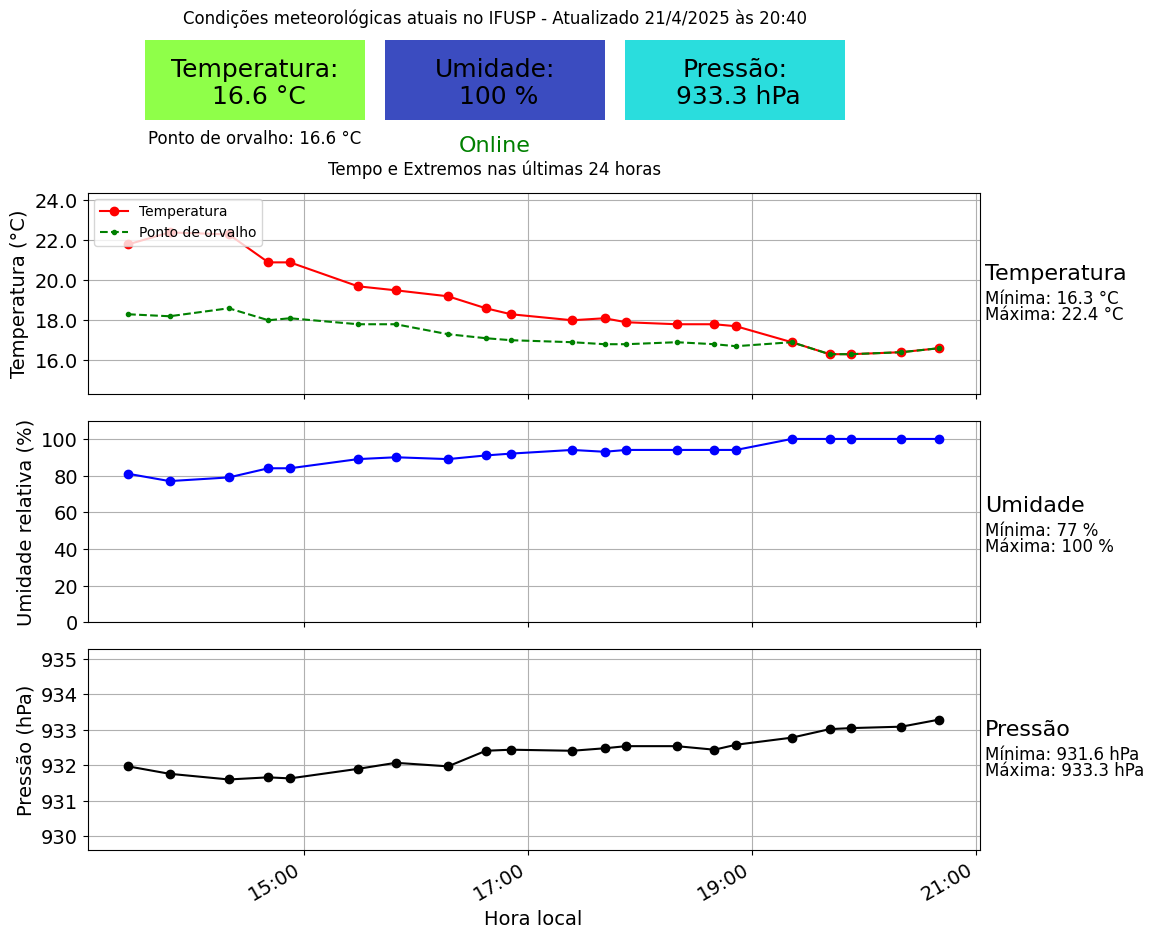 Condições meteorológicas atuais no IFUSP - Atualizado 21/4/2025 às 20:40
Temperatura:
16.6 °C
Umidade:
100 %
Pressão:
933.3 hPa
Ponto de orvalho: 16.6 °C
Online
Tempo e Extremos nas últimas 24 horas
Temperatura (°C)
24.0
22.0
20.0
18.0
16.0
Temperatura
Ponto de orvalho
Temperatura
Mínima: 16.3 °C
Máxima: 22.4 °C
Umidade relativa (%)
100
80
60
40
20
0
Umidade
Mínima: 77 %
Máxima: 100 %
Pressão (hPa)
935
934
933
932
931
930
Pressão
Mínima: 931.6 hPa
Máxima: 933.3 hPa
15:00
17:00
19:00
21:00
Hora local